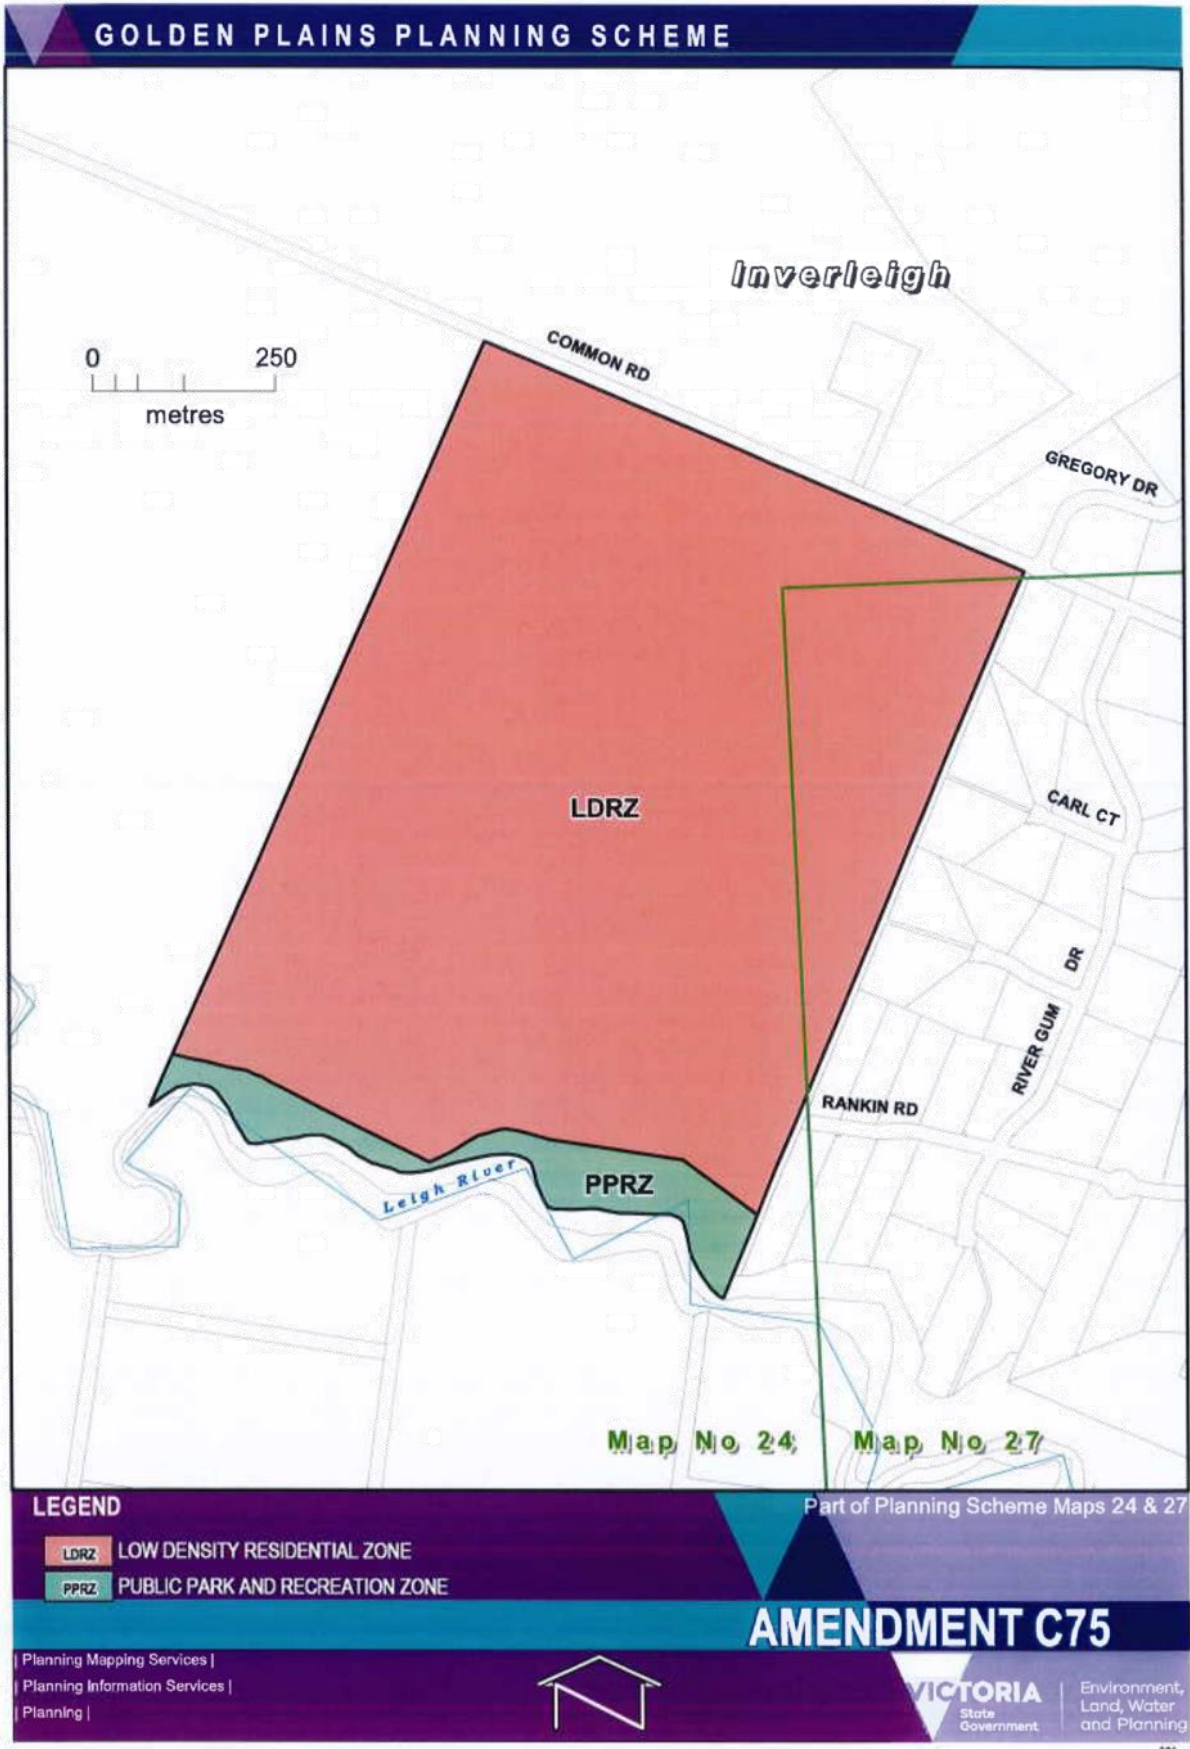 GOLDEN PLAINS PLANNING SCHEME
Inverleigh
COMMON RD
0 250
metres
GREGORY DR
LDRZ
CARL CT
RIVER GUM DR
RANKIN RD
Leigh River
PPRZ
Map No 24
Map No 27
LEGEND
Part of Planning Scheme Maps 24 & 27
LDRZ LOW DENSITY RESIDENTIAL ZONE
PPRZ PUBLIC PARK AND RECREATION ZONE
AMENDMENT C75
| Planning Mapping Services |
| Planning Information Services |
| Planning |
N
VICTORIA
State
Government
Environment,
Land, Water
and Planning